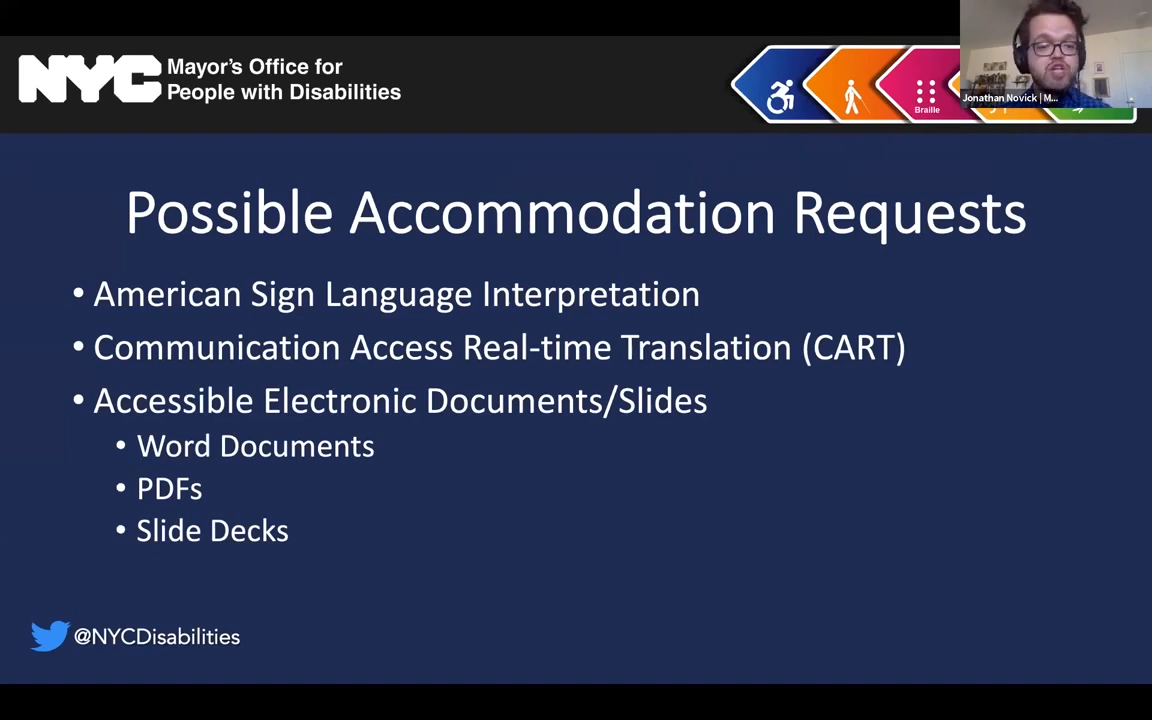 NYC Mayor's Office for
People with Disabilities
Braille
Jonathan Novick | M...
Possible Accommodation Requests
• American Sign Language Interpretation
• Communication Access Real-time Translation (CART)
• Accessible Electronic Documents/Slides
• Word Documents
• PDFs
• Slide Decks
@NYCDisabilities